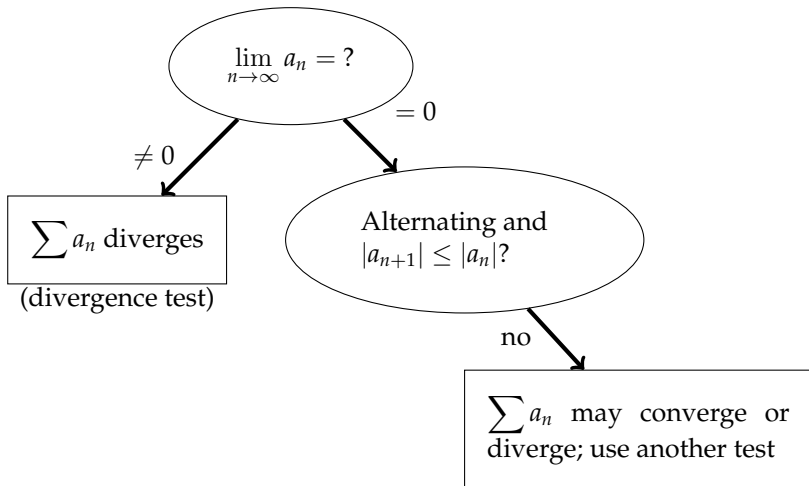 lim n→∞ a_n = ?
= 0
≠ 0
∑ a_n diverges
(divergence test)
Alternating and
|a_{n+1}| ≤ |a_n|?
no
∑ a_n may converge or
diverge; use another test